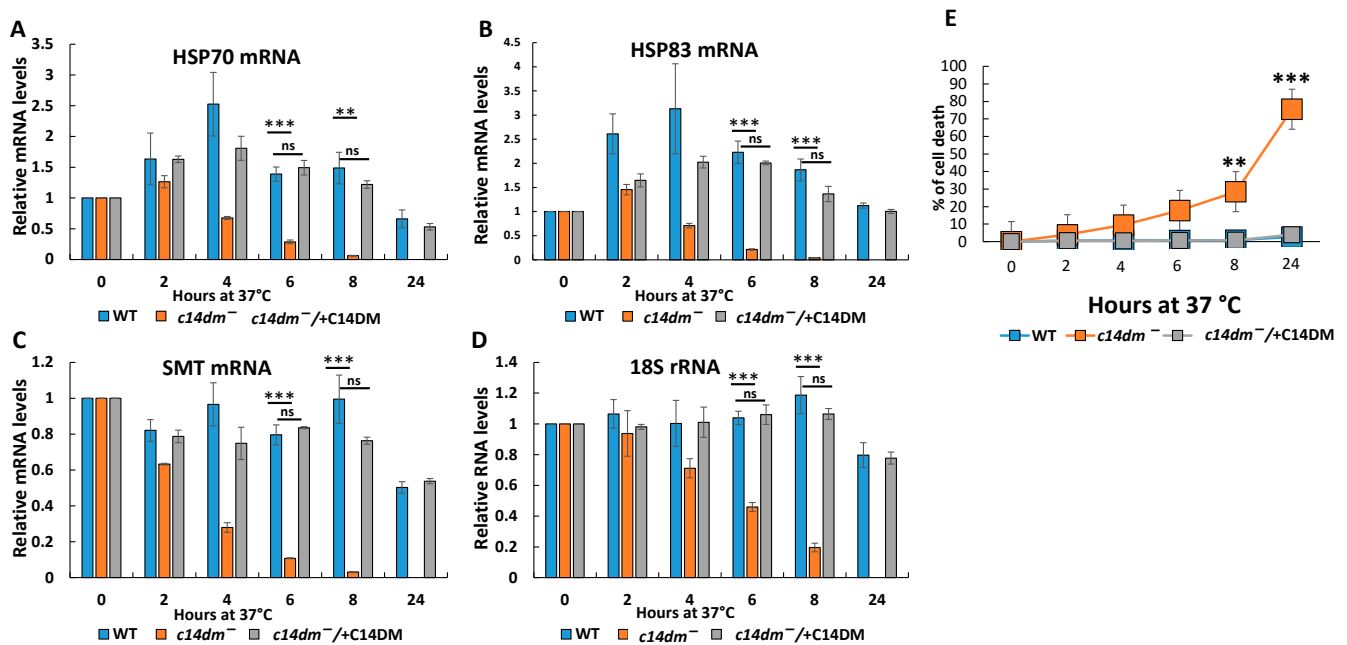 A
HSP70 mRNA
Relative mRNA levels
3.5
3
2.5
2
1.5
1
0.5
0
*** ns
** ns
0 2 4 6 8 24
Hours at 37°C
WT c14dm⁻ c14dm⁻/+C14DM
B
HSP83 mRNA
Relative mRNA levels
4.5
4
3.5
3
2.5
2
1.5
1
0.5
0
*** ns
*** ns
0 2 4 6 8 24
Hours at 37°C
WT c14dm⁻ c14dm⁻/+C14DM
E
% of cell death
100
90
80
70
60
50
40
30
20
10
0
**
***
0 2 4 6 8 24
Hours at 37 °C
WT c14dm⁻ c14dm⁻/+C14DM
C
SMT mRNA
Relative mRNA levels
1.2
1
0.8
0.6
0.4
0.2
0
*** ns
*** ns
0 2 4 6 8 24
Hours at 37°C
WT c14dm⁻ c14dm⁻/+C14DM
D
18S rRNA
Relative RNA levels
1.4
1.2
1
0.8
0.6
0.4
0.2
0
*** ns
*** ns
0 2 4 6 8 24
Hours at 37°C
WT c14dm⁻ c14dm⁻/+C14DM